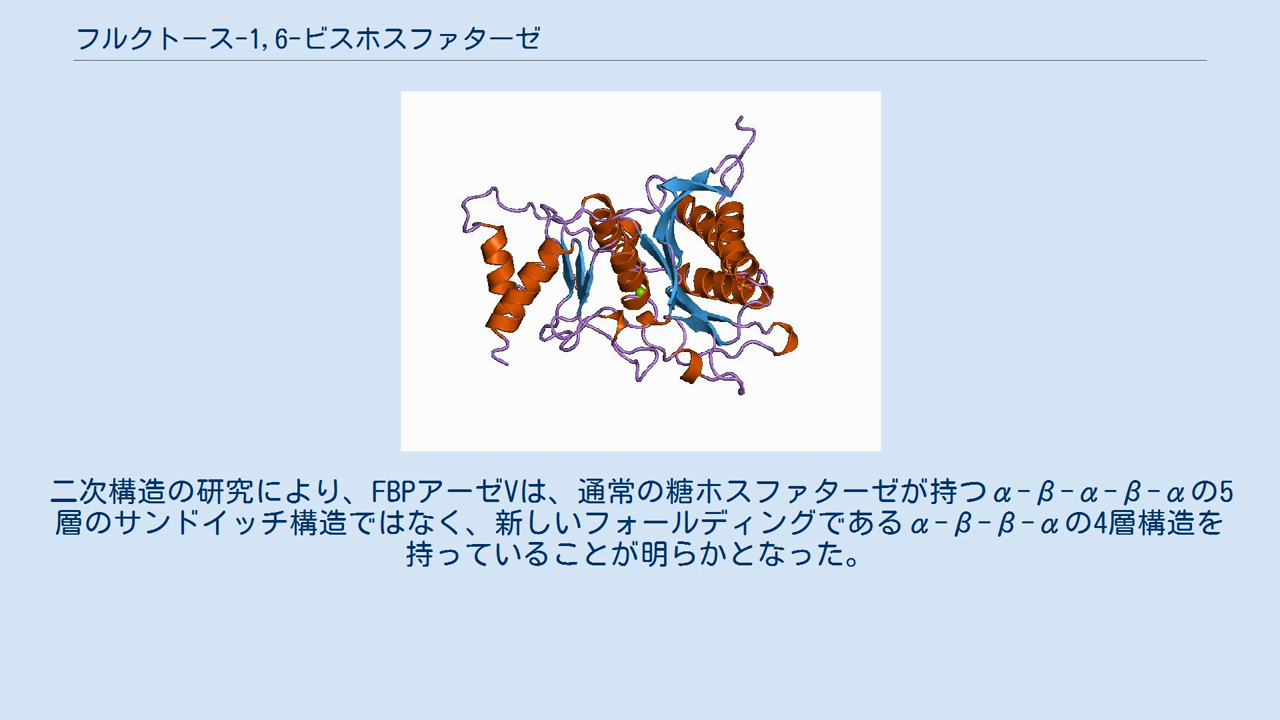 フルクトース-1,6-ビスホスファターゼ
二次構造の研究により、FBPアーゼVは、通常の糖ホスファターゼが持つα-β-α-β-αの5
層のサンドイッチ構造ではなく、新しいフォールディングであるα-β-β-αの4層構造を
持っていることが明らかとなった。